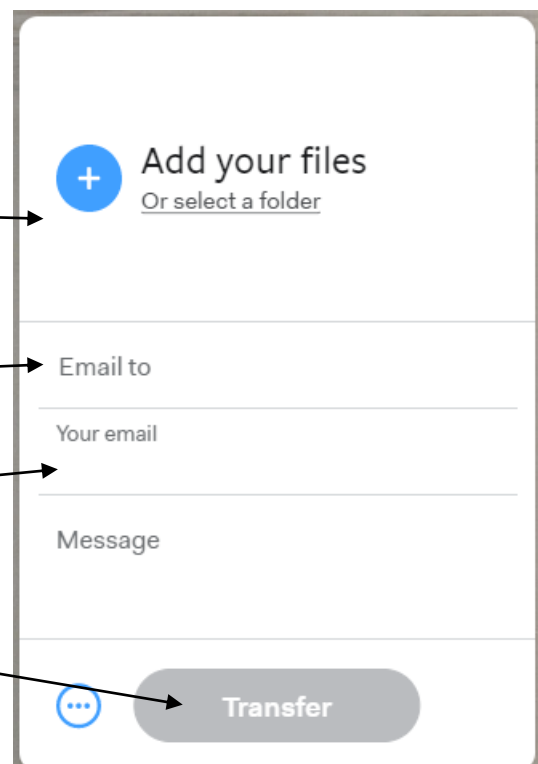 Add your files
Or select a folder
Email to
Your email
Message
Transfer